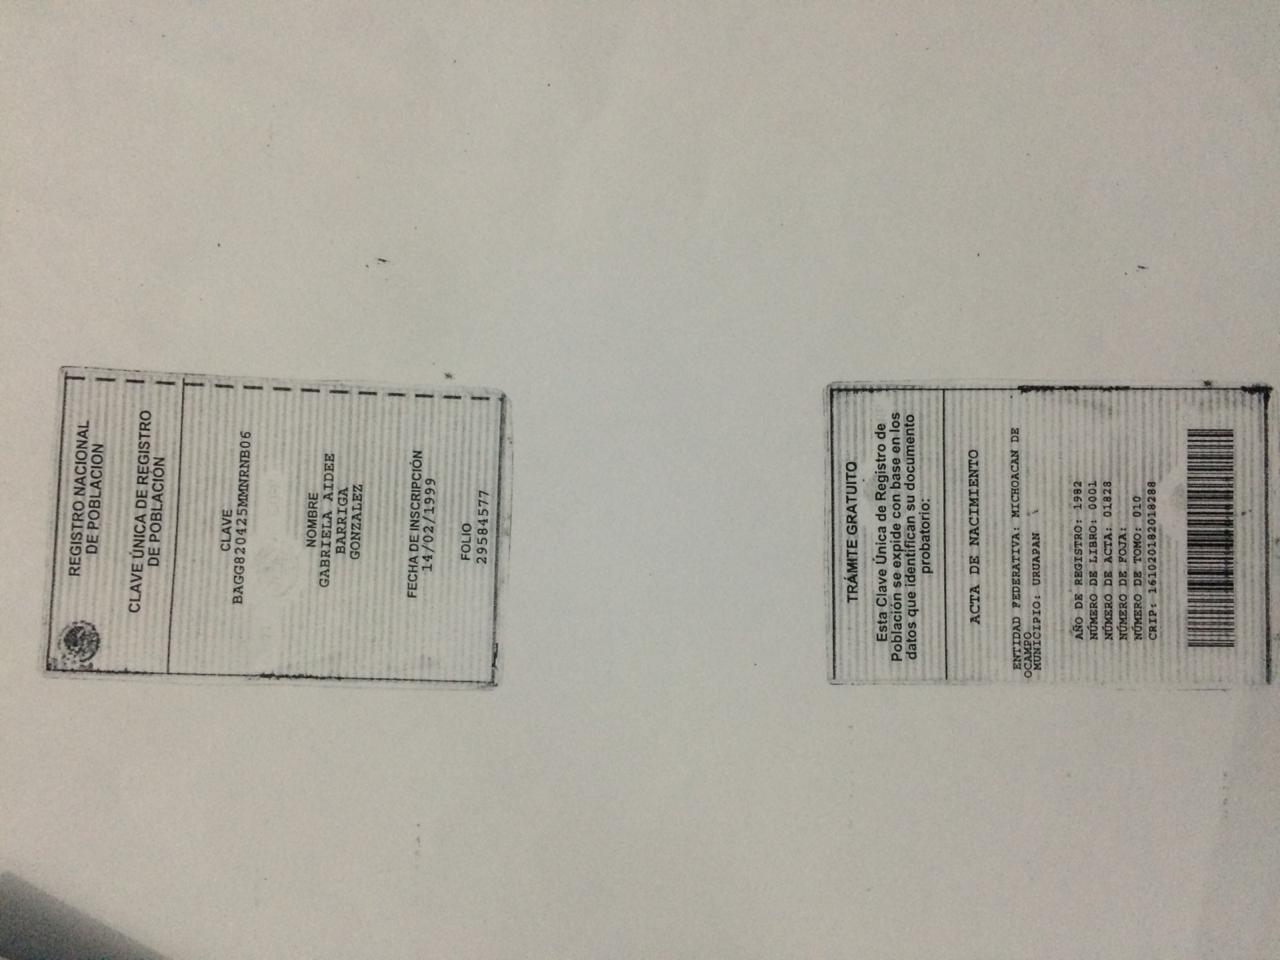 REGISTRO NACIONAL
DE POBLACION
CLAVE ÚNICA DE REGISTRO
DE POBLACIÓN
CLAVE
BAGG820425MMNRNB06
NOMBRE
GABRIELA AIDEE
BARRIGA
GONZALEZ
FECHA DE INSCRIPCIÓN
14/02/1999
FOLIO
29584577
TRÁMITE GRATUITO
Esta Clave Única de Registro de
Población se expide con base en los
datos que identifican su documento
probatorio:
ACTA DE NACIMIENTO
ENTIDAD FEDERATIVA: MICHOACAN DE
OCAMPO
MUNICIPIO: URUAPAN
AÑO DE REGISTRO: 1982
NÚMERO DE LIBRO: 0001
NÚMERO DE ACTA: 01828
NÚMERO DE FOJA:
NÚMERO DE TOMO: 010
CRIP: 161020182018288